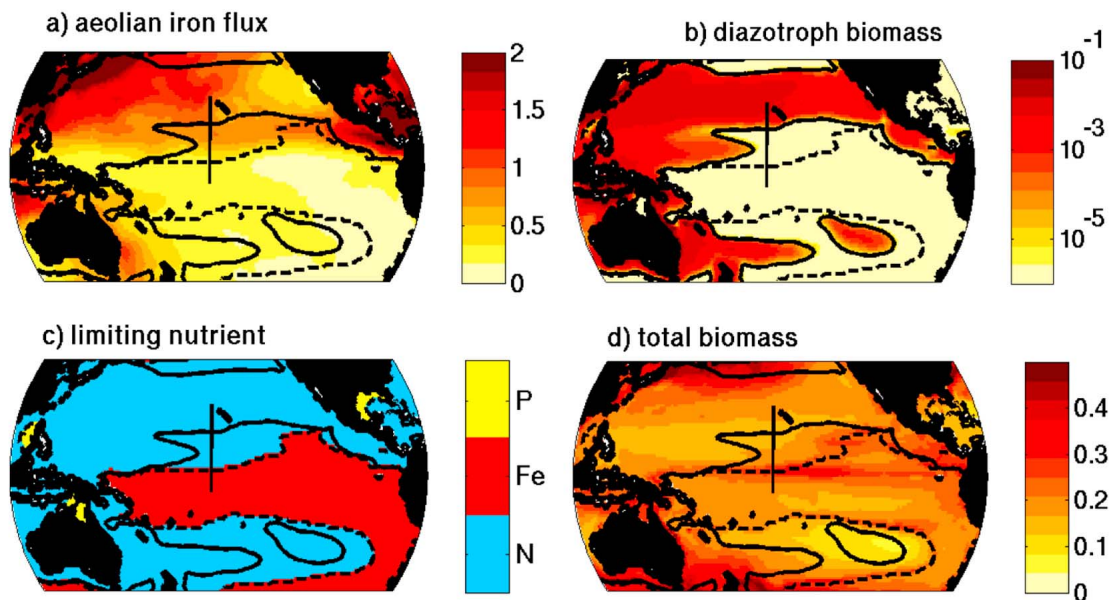 a) aeolian iron flux
2
1.5
1
0.5
0
b) diazotroph biomass
10⁻¹
10⁻³
10⁻⁵
c) limiting nutrient
P
Fe
N
d) total biomass
0.4
0.3
0.2
0.1
0